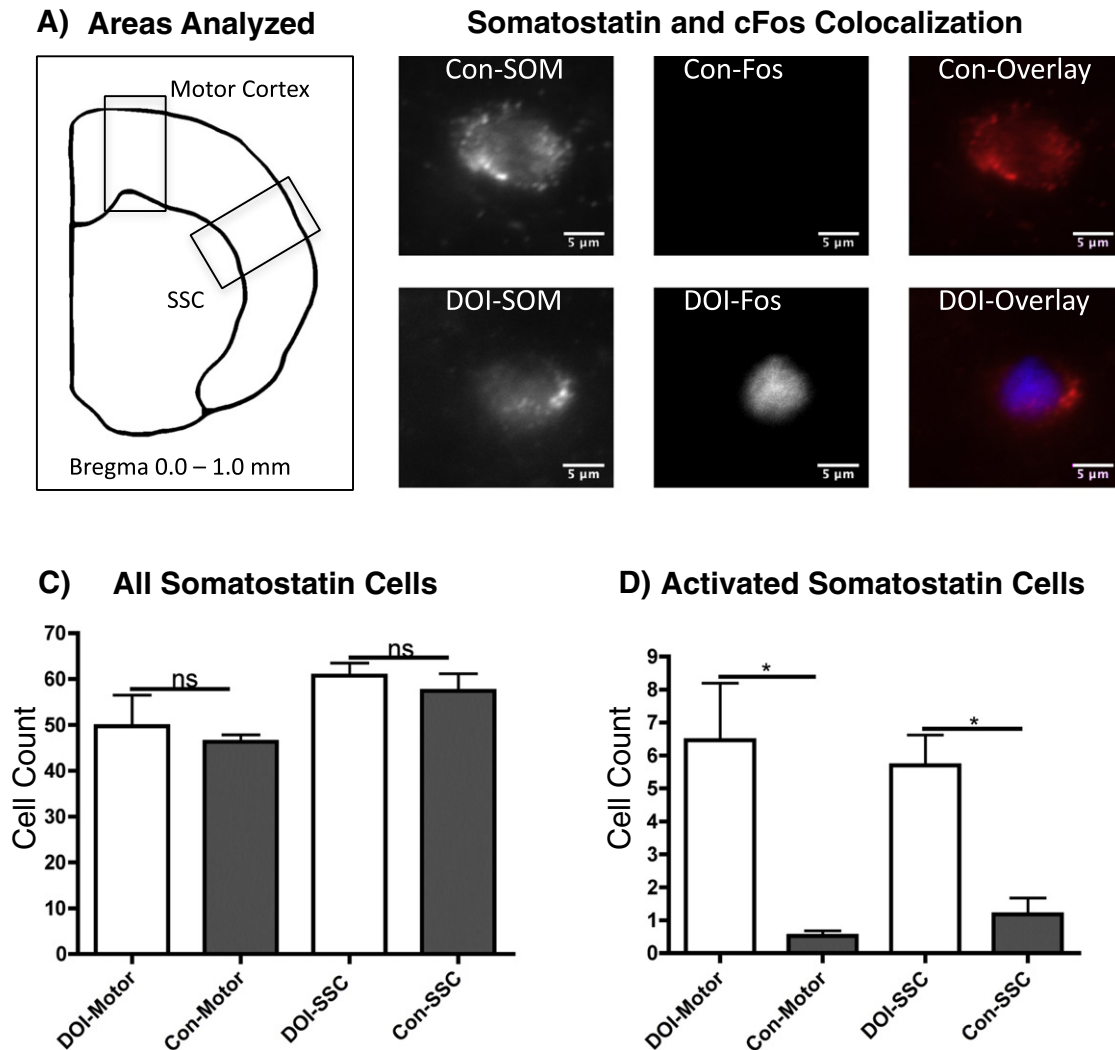 A) Areas Analyzed
Somatostatin and cFos Colocalization
Motor Cortex
SSC
Bregma 0.0 – 1.0 mm
Con-SOM
5 µm
Con-Fos
5 µm
Con-Overlay
5 µm
DOI-SOM
5 µm
DOI-Fos
5 µm
DOI-Overlay
5 µm
C) All Somatostatin Cells
Cell Count
70
60
50
40
30
20
10
0
ns
ns
DOI-Motor
Con-Motor
DOI-SSC
Con-SSC
D) Activated Somatostatin Cells
Cell Count
9
8
7
6
5
4
3
2
1
0
*
*
DOI-Motor
Con-Motor
DOI-SSC
Con-SSC